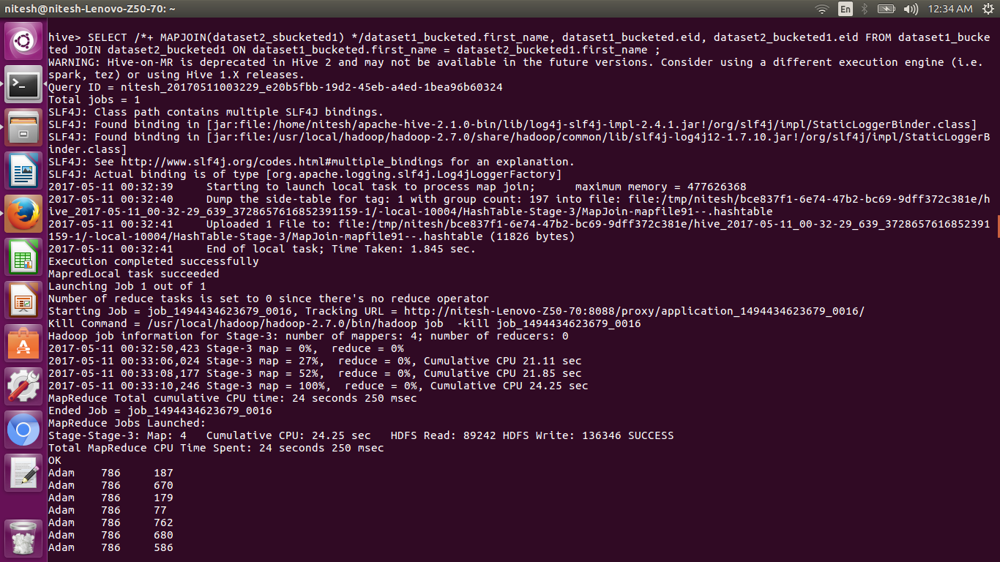 nitesh@nitesh-Lenovo-Z50-70: ~
En
12:34 AM
hive> SELECT /*+ MAPJOIN(dataset2_sbucketed1) */dataset1_bucketed.first_name, dataset1_bucketed.eid, dataset2_bucketed1.eid FROM dataset1_bucke
ted JOIN dataset2_bucketed1 ON dataset1_bucketed.first_name = dataset2_bucketed1.first_name ;
WARNING: Hive-on-MR is deprecated in Hive 2 and may not be available in the future versions. Consider using a different execution engine (i.e.
spark, tez) or using Hive 1.X releases.
Query ID = nitesh_20170511003229_e20b5fbb-19d2-45eb-a4ed-1bea96b60324
Total jobs = 1
SLF4J: Class path contains multiple SLF4J bindings.
SLF4J: Found binding in [jar:file:/home/nitesh/apache-hive-2.1.0-bin/lib/log4j-slf4j-impl-2.4.1.jar!/org/slf4j/impl/StaticLoggerBinder.class]
SLF4J: Found binding in [jar:file:/usr/local/hadoop/hadoop-2.7.0/share/hadoop/common/lib/slf4j-log4j12-1.7.10.jar!/org/slf4j/impl/StaticLoggerB
inder.class]
SLF4J: See http://www.slf4j.org/codes.html#multiple_bindings for an explanation.
SLF4J: Actual binding is of type [org.apache.logging.slf4j.Log4jLoggerFactory]
2017-05-11 00:32:39     Starting to launch local task to process map join;      maximum memory = 477626368
2017-05-11 00:32:40     Dump the side-table for tag: 1 with group count: 197 into file: file:/tmp/nitesh/bce837f1-6e74-47b2-bc69-9dff372c381e/h
ive_2017-05-11_00-32-29_639_3728657616852391159-1/-local-10004/HashTable-Stage-3/MapJoin-mapfile91--.hashtable
2017-05-11 00:32:41     Uploaded 1 File to: file:/tmp/nitesh/bce837f1-6e74-47b2-bc69-9dff372c381e/hive_2017-05-11_00-32-29_639_3728657616852391
159-1/-local-10004/HashTable-Stage-3/MapJoin-mapfile91--.hashtable (11826 bytes)
2017-05-11 00:32:41     End of local task; Time Taken: 1.845 sec.
Execution completed successfully
MapredLocal task succeeded
Launching Job 1 out of 1
Number of reduce tasks is set to 0 since there's no reduce operator
Starting Job = job_1494434623679_0016, Tracking URL = http://nitesh-Lenovo-Z50-70:8088/proxy/application_1494434623679_0016/
Kill Command = /usr/local/hadoop/hadoop-2.7.0/bin/hadoop job  -kill job_1494434623679_0016
Hadoop job information for Stage-3: number of mappers: 4; number of reducers: 0
2017-05-11 00:32:50,423 Stage-3 map = 0%,  reduce = 0%
2017-05-11 00:33:06,024 Stage-3 map = 27%,  reduce = 0%, Cumulative CPU 21.11 sec
2017-05-11 00:33:08,177 Stage-3 map = 52%,  reduce = 0%, Cumulative CPU 21.85 sec
2017-05-11 00:33:10,246 Stage-3 map = 100%,  reduce = 0%, Cumulative CPU 24.25 sec
MapReduce Total cumulative CPU time: 24 seconds 250 msec
Ended Job = job_1494434623679_0016
MapReduce Jobs Launched:
Stage-Stage-3: Map: 4   Cumulative CPU: 24.25 sec   HDFS Read: 89242 HDFS Write: 136346 SUCCESS
Total MapReduce CPU Time Spent: 24 seconds 250 msec
OK
Adam    786     187
Adam    786     670
Adam    786     179
Adam    786     77
Adam    786     762
Adam    786     680
Adam    786     586